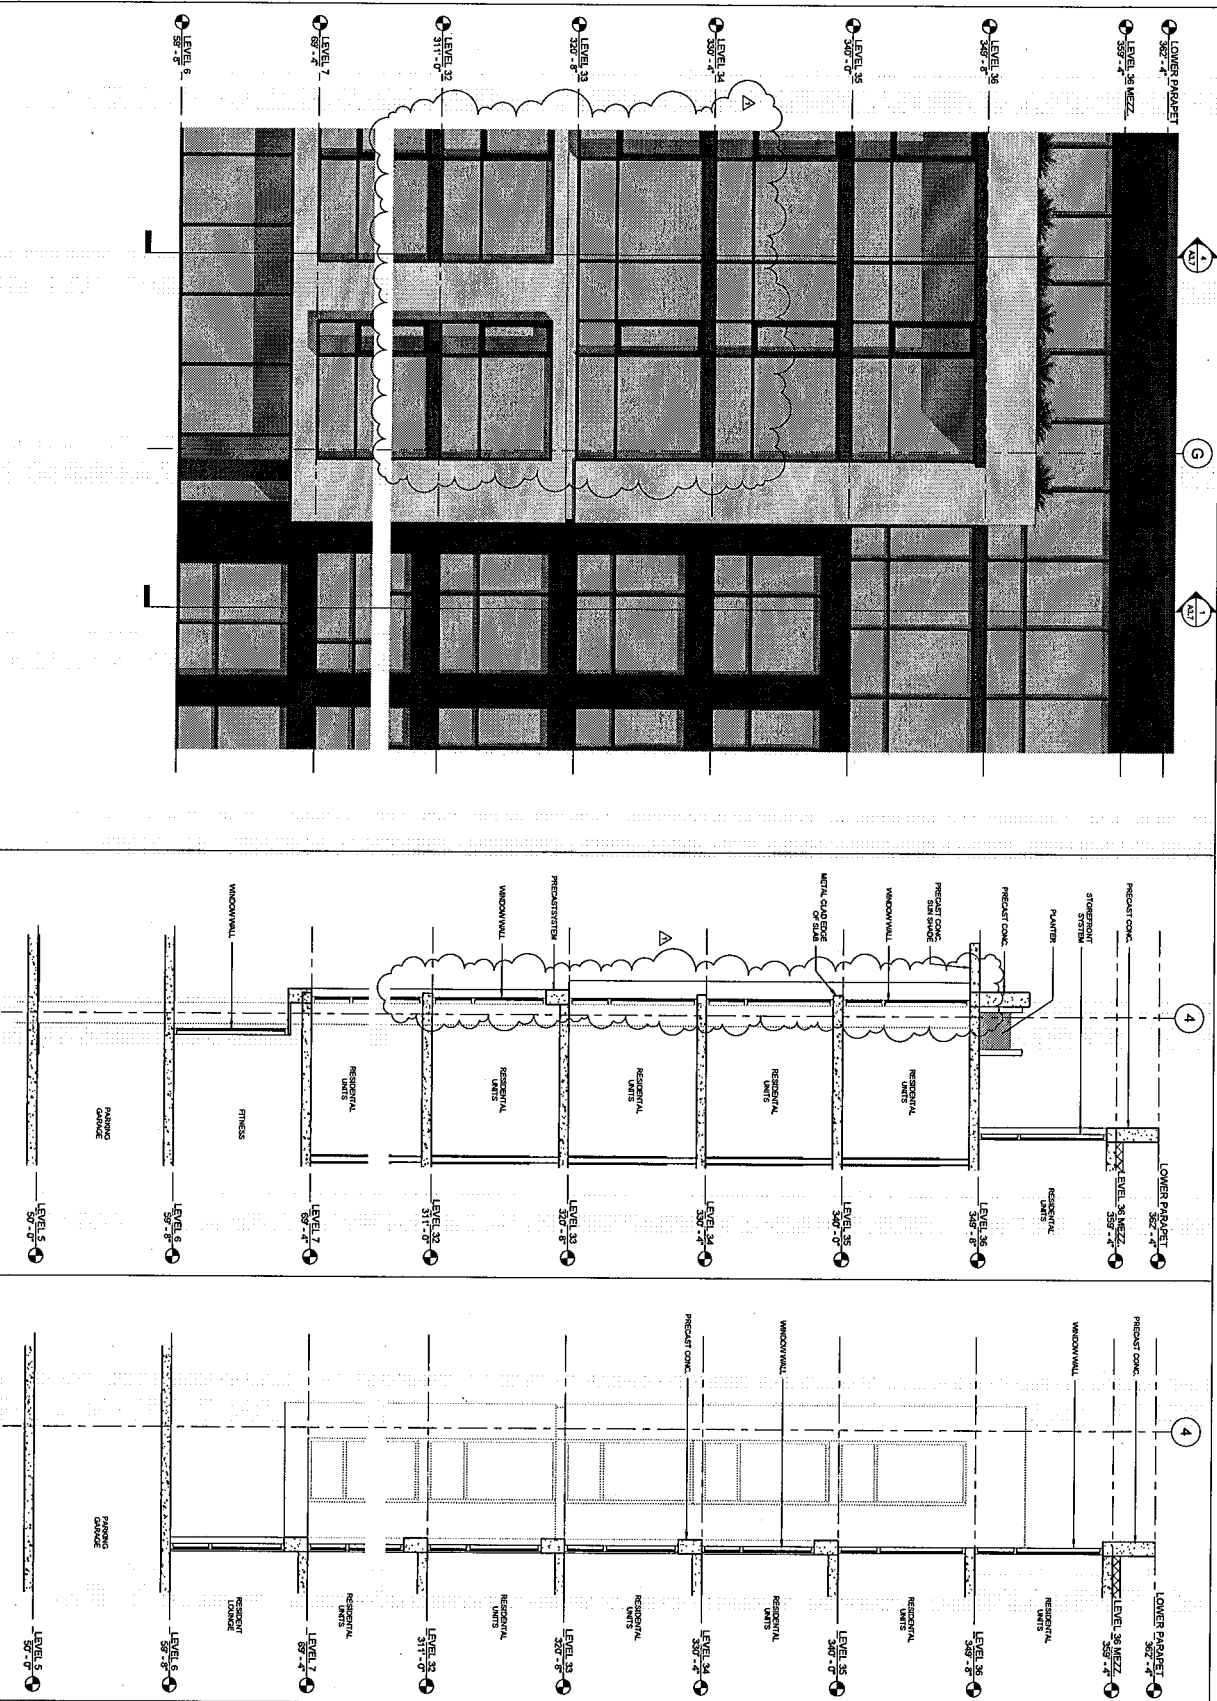 LOWER PARAPET
362' - 4"
LEVEL 36 MEZZ.
359' - 4"
LEVEL 36
349' - 8"
LEVEL 35
340' - 0"
LEVEL 34
330' - 4"
LEVEL 33
320' - 8"
LEVEL 32
311' - 0"
LEVEL 7
69' - 4"
LEVEL 6
59' - 8"
4
A3.7
G
1
A3.7
PRECAST CONC.
STOREFRONT
SYSTEM
PLANTER
PRECAST CONC.
PRECAST CONC.
SUN SHADE
WINDOW WALL
METAL CLAD EDGE
OF SLAB
PRECAST SYSTEM
WINDOW WALL
WINDOW WALL
4
RESIDENTIAL
UNITS
RESIDENTIAL
UNITS
RESIDENTIAL
UNITS
RESIDENTIAL
UNITS
RESIDENTIAL
UNITS
RESIDENTIAL
UNITS
FITNESS
PARKING
GARAGE
LOWER PARAPET
362' - 4"
LEVEL 36 MEZZ.
359' - 4"
LEVEL 36
349' - 8"
LEVEL 35
340' - 0"
LEVEL 34
330' - 4"
LEVEL 33
320' - 8"
LEVEL 32
311' - 0"
LEVEL 7
69' - 4"
LEVEL 6
59' - 8"
LEVEL 5
50' - 0"
PRECAST CONC.
WINDOW WALL
WINDOW WALL
PRECAST CONC.
4
RESIDENTIAL
UNITS
RESIDENTIAL
UNITS
RESIDENTIAL
UNITS
RESIDENTIAL
UNITS
RESIDENTIAL
UNITS
RESIDENTIAL
UNITS
RESIDENT
LOUNGE
PARKING
GARAGE
LOWER PARAPET
362' - 4"
LEVEL 36 MEZZ.
359' - 4"
LEVEL 36
349' - 8"
LEVEL 35
340' - 0"
LEVEL 34
330' - 4"
LEVEL 33
320' - 8"
LEVEL 32
311' - 0"
LEVEL 7
69' - 4"
LEVEL 6
59' - 8"
LEVEL 5
50' - 0"